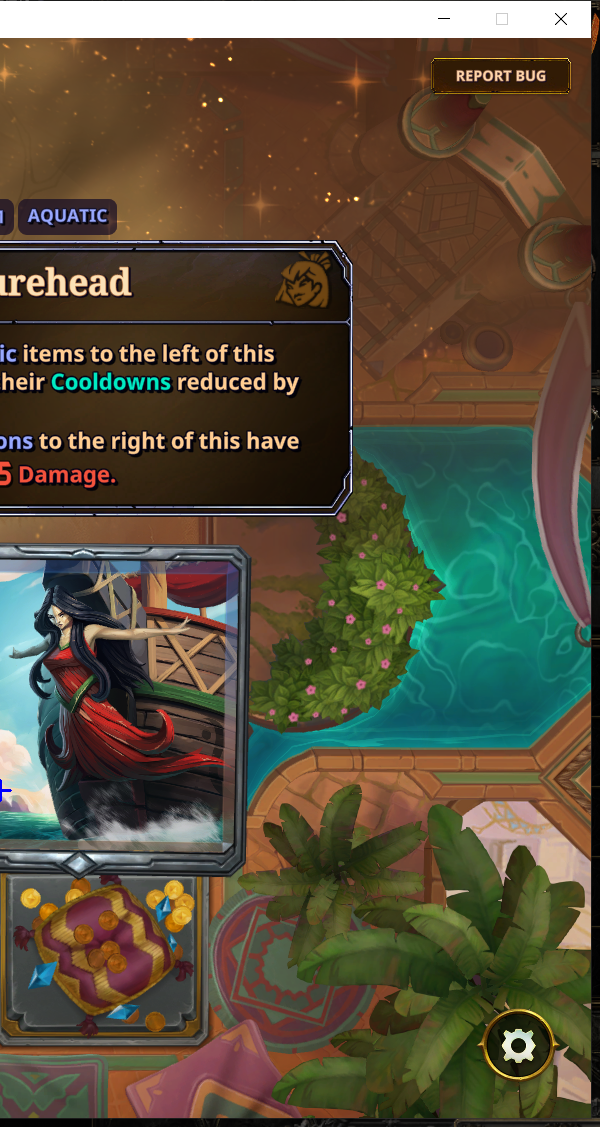 REPORT BUG
AQUATIC
urehead
ic items to the left of this
heir Cooldowns reduced by
ons to the right of this have
5 Damage.